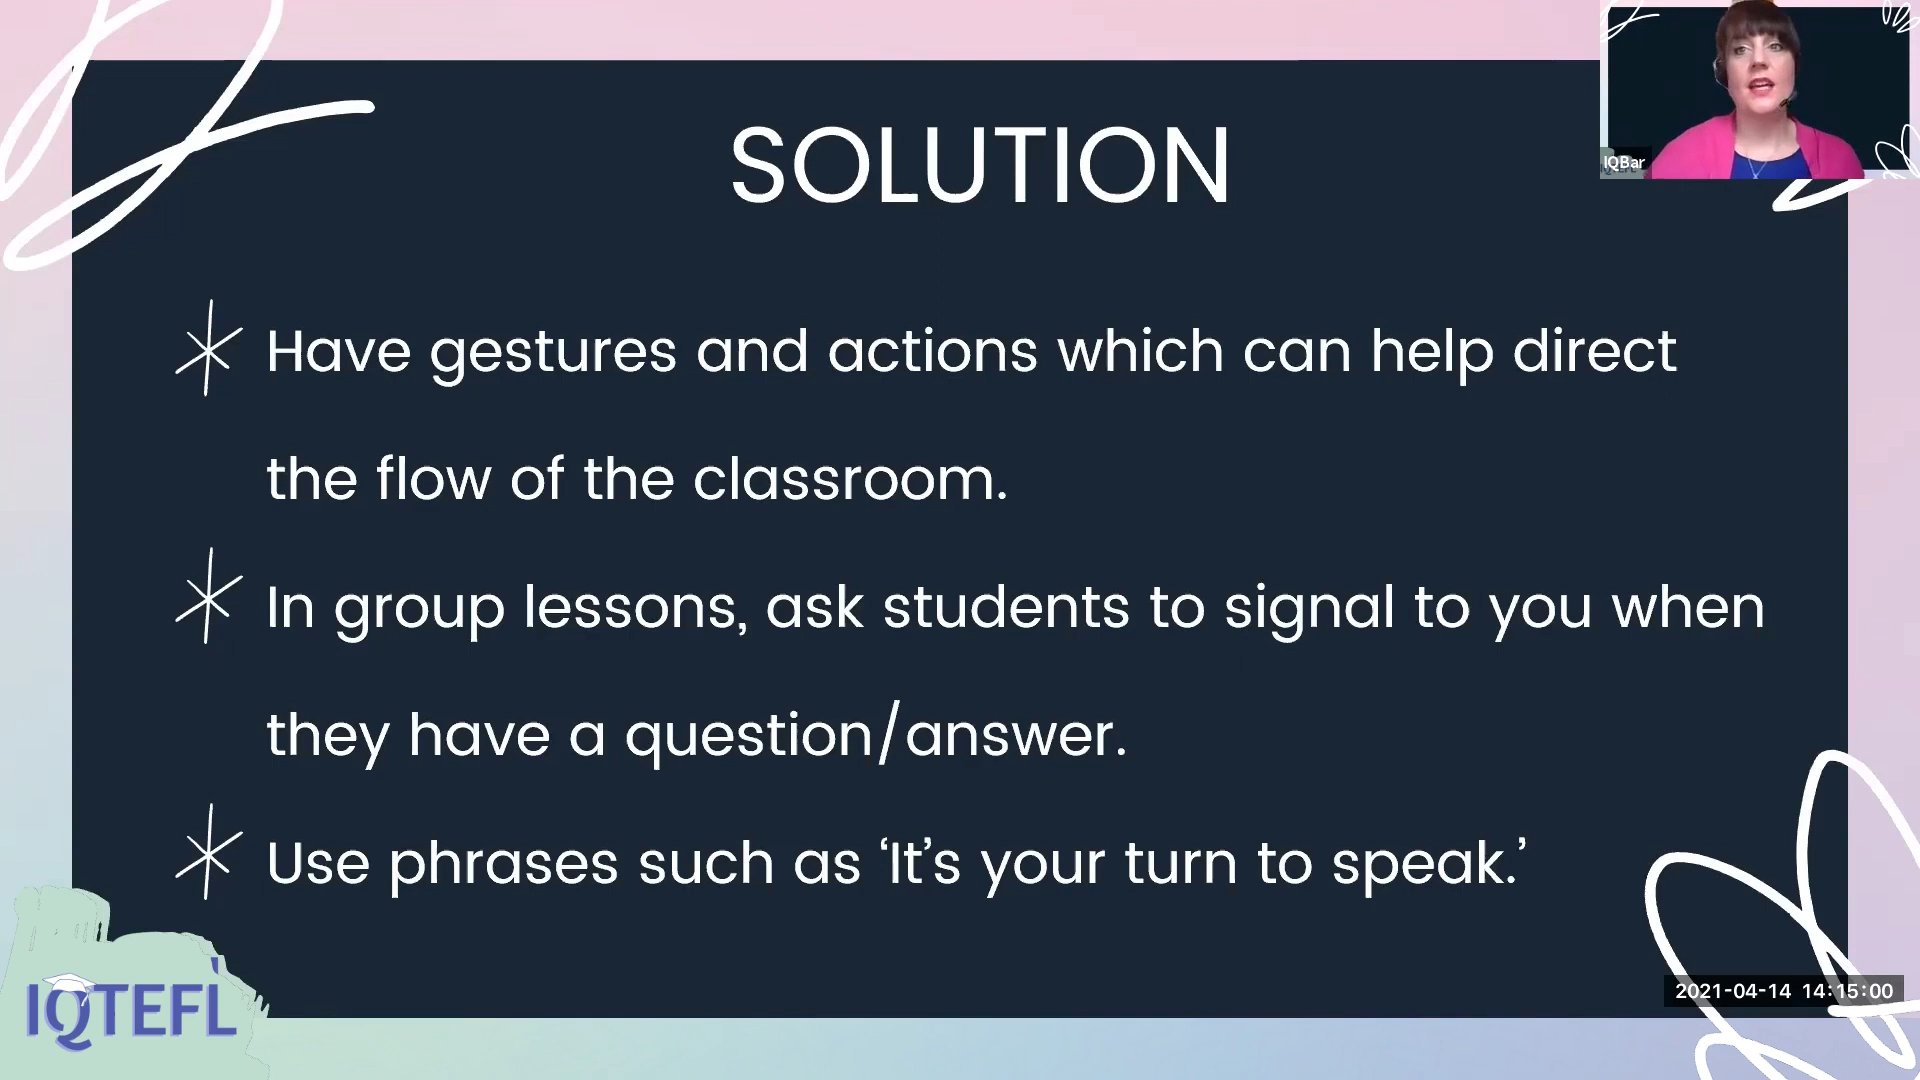 SOLUTION
IQBar
Have gestures and actions which can help direct
the flow of the classroom.
In group lessons, ask students to signal to you when
they have a question/answer.
Use phrases such as ‘It’s your turn to speak.’
IQTEFL
2021-04-14 14:15:00